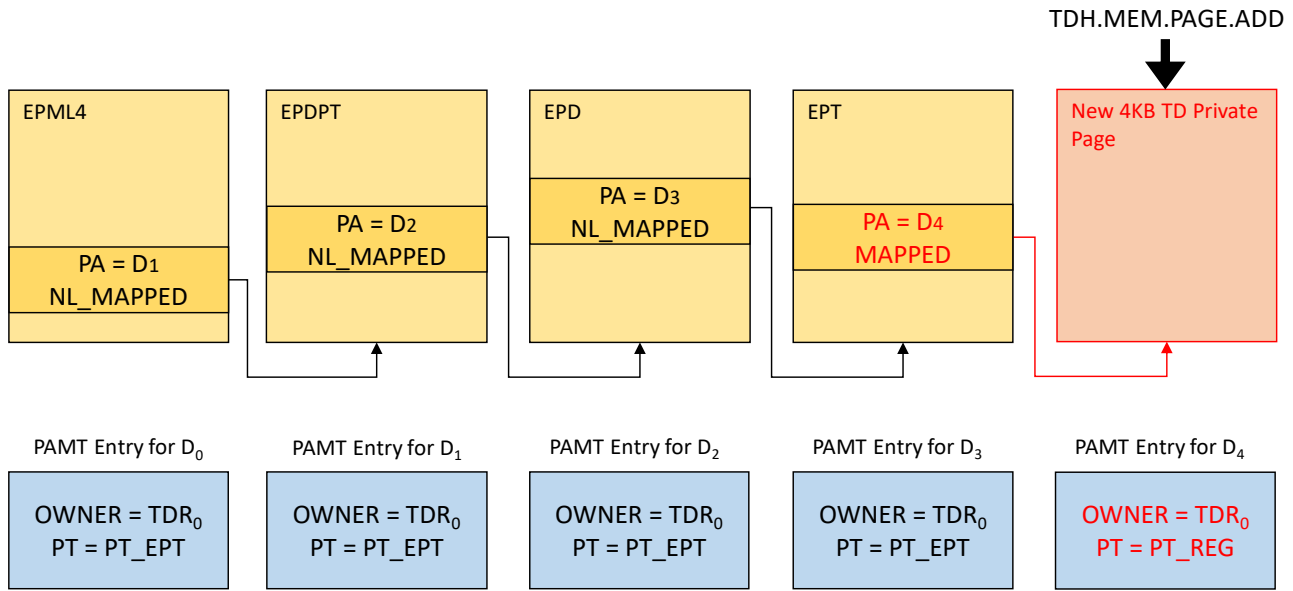 TDH.MEM.PAGE.ADD
EPML4
PA = D1
NL_MAPPED
EPDPT
PA = D2
NL_MAPPED
EPD
PA = D3
NL_MAPPED
EPT
PA = D4
MAPPED
New 4KB TD Private
Page
PAMT Entry for D₀
OWNER = TDR₀
PT = PT_EPT
PAMT Entry for D₁
OWNER = TDR₀
PT = PT_EPT
PAMT Entry for D₂
OWNER = TDR₀
PT = PT_EPT
PAMT Entry for D₃
OWNER = TDR₀
PT = PT_EPT
PAMT Entry for D₄
OWNER = TDR₀
PT = PT_REG